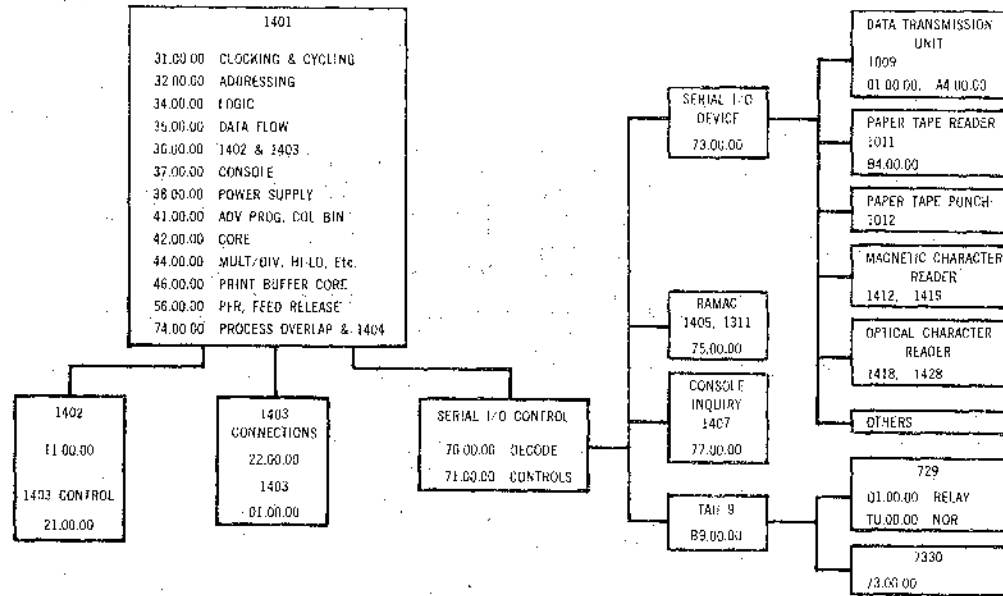 1401
31.00.00 CLOCKING & CYCLING
32.00.00 ADDRESSING
34.00.00 LOGIC
35.00.00 DATA FLOW
36.00.00 1402 & 1403
37.00.00 CONSOLE
38.00.00 POWER SUPPLY
41.00.00 ADV PROG, COL BIN
42.00.00 CORE
44.00.00 MULT/DIV, HI-LO, Etc.
46.00.00 PRINT BUFFER CORE
56.00.00 PFR, FEED RELEASE
74.00.00 PROCESS OVERLAP & 1404
1402
11.00.00
1403 CONTROL
21.00.00
1403
CONNECTIONS
22.00.00
1403
01.00.00
SERIAL I/O CONTROL
70.00.00 DECODE
71.00.00 CONTROLS
SERIAL I/O
DEVICE
73.00.00
RAMAC
1405, 1311
75.00.00
CONSOLE
INQUIRY
1407
77.00.00
TAU 9
B9.00.00
DATA TRANSMISSION
UNIT
1009
01.00.00, A4.00.00
PAPER TAPE READER
1011
B4.00.00
PAPER TAPE PUNCH
1012
MAGNETIC CHARACTER
READER
1412, 1419
OPTICAL CHARACTER
READER
1418, 1428
OTHERS
729
01.00.00 RELAY
TU.00.00 NOR
7330
73.00.00